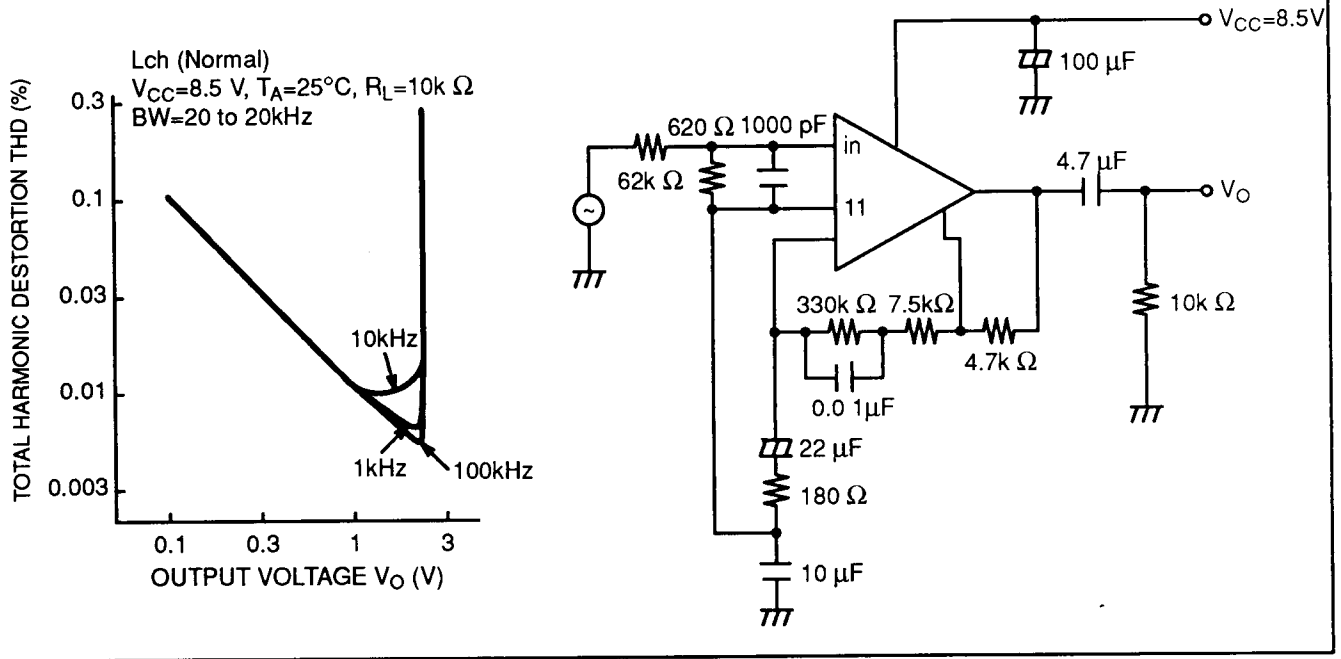 Lch (Normal)
VCC=8.5 V, TA=25°C, RL=10k Ω
BW=20 to 20kHz
TOTAL HARMONIC DESTORTION THD (%)
0.3
0.1
0.03
0.01
0.003
10kHz
1kHz
100kHz
0.1
0.3
1
3
OUTPUT VOLTAGE VO (V)
VCC=8.5V
100 µF
620 Ω
1000 pF
62k Ω
in
11
~
4.7 µF
VO
330k Ω
7.5kΩ
4.7k Ω
10k Ω
0.0 1µF
22 µF
180 Ω
10 µF